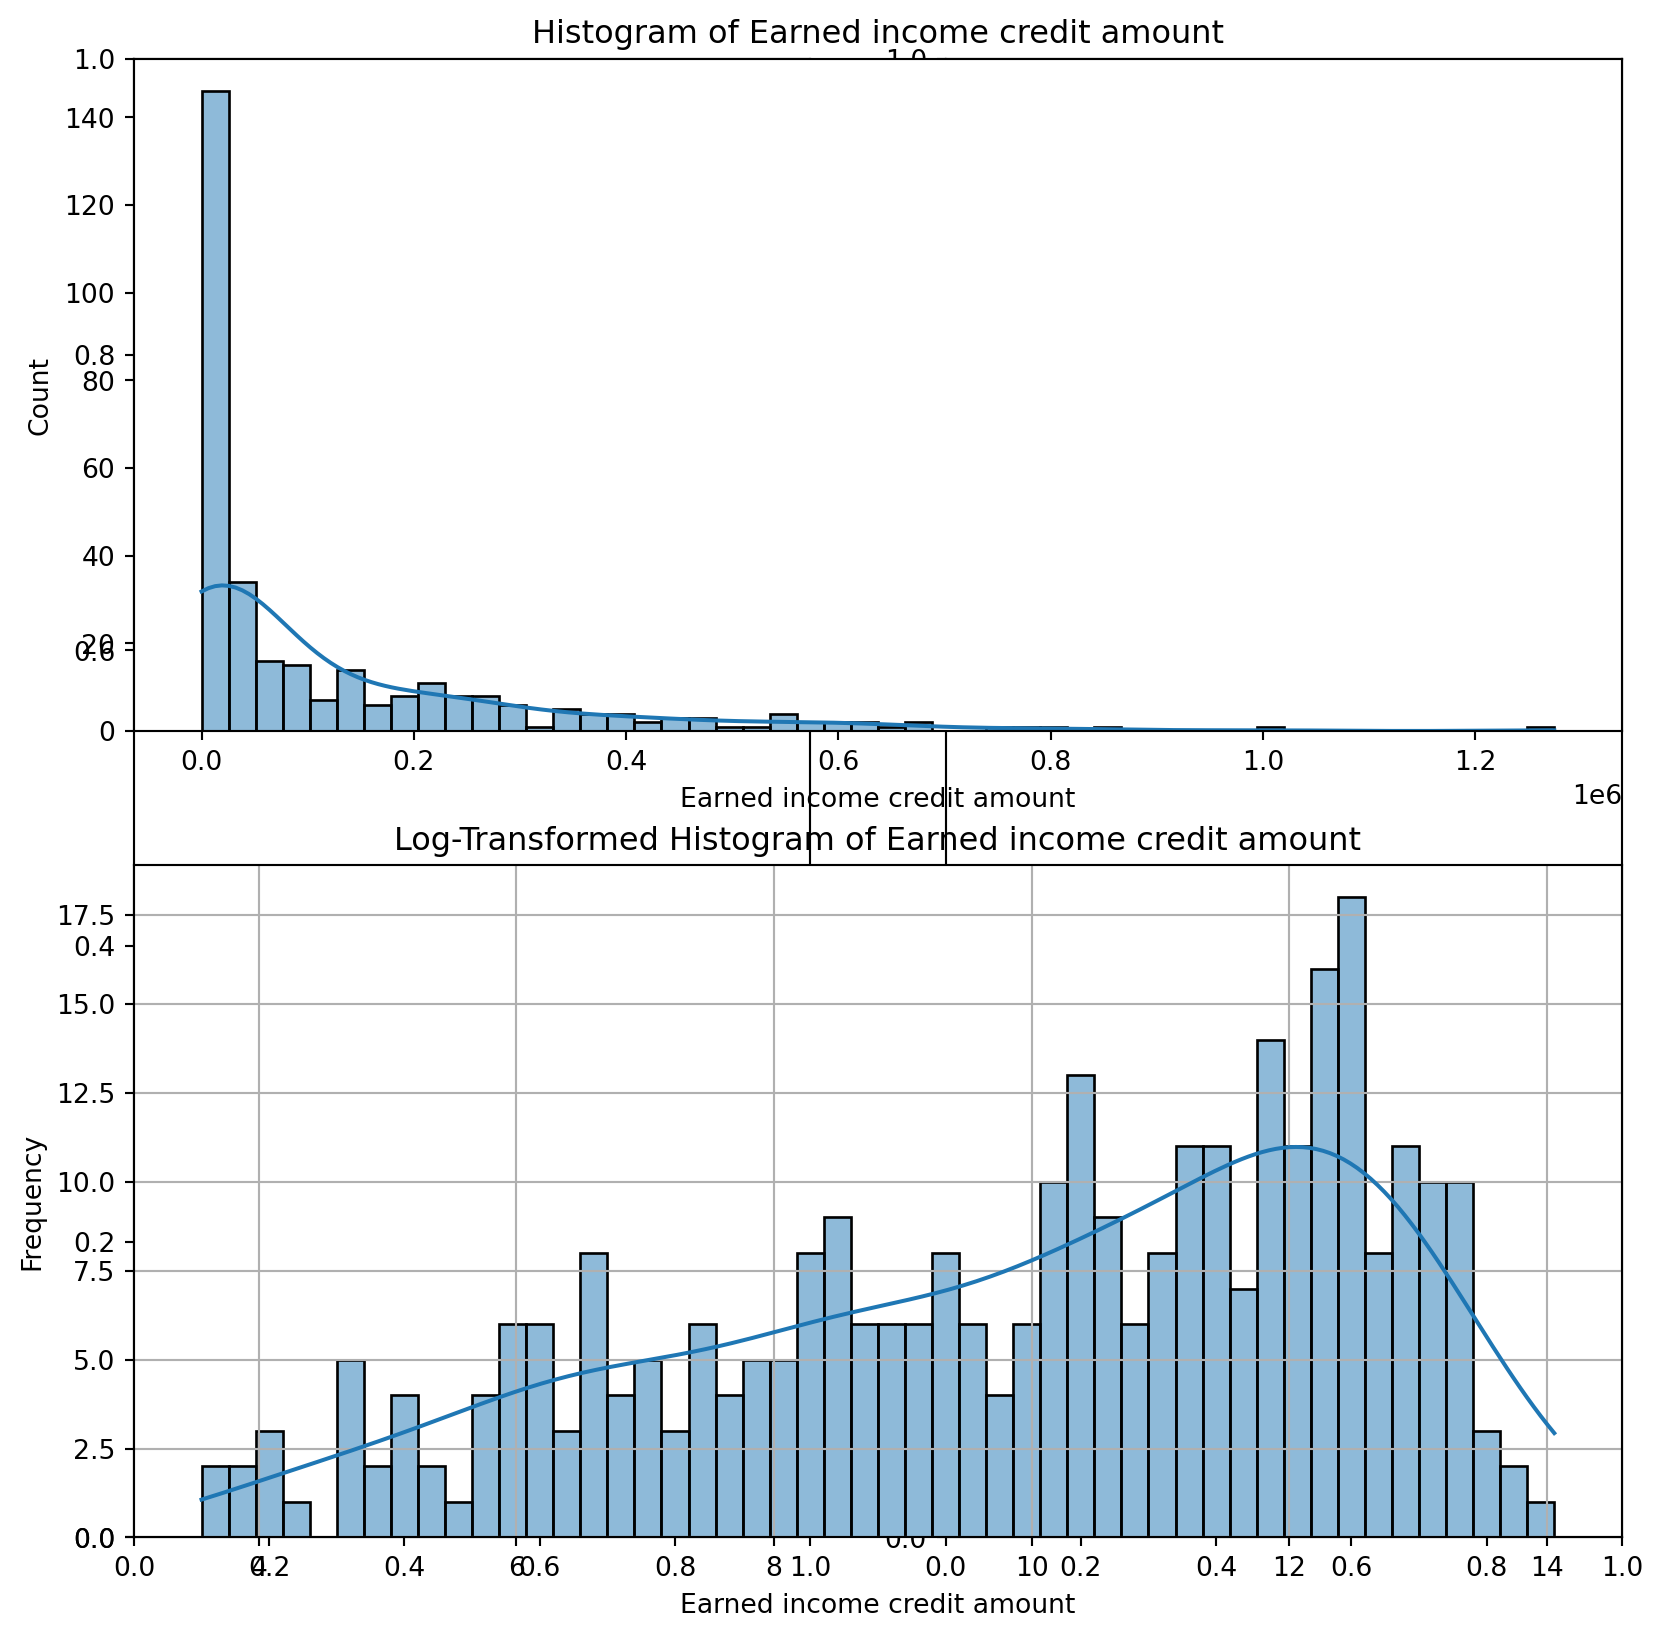 Histogram of Earned income credit amount
1.0
1.0
140
120
100
0.8
80
Count
60
40
20
0.6
0
0.0 0.2 0.4 0.6 0.8 1.0 1.2
Earned income credit amount
1e6
Log-Transformed Histogram of Earned income credit amount
17.5
0.4
15.0
12.5
10.0
Frequency
0.2
7.5
5.0
2.5
0.0
0.0
0.0 4 0.2 0.4 6 0.6 0.8 8 1.0 0.0 10 0.2 0.4 12 0.6 0.8 14 1.0
Earned income credit amount